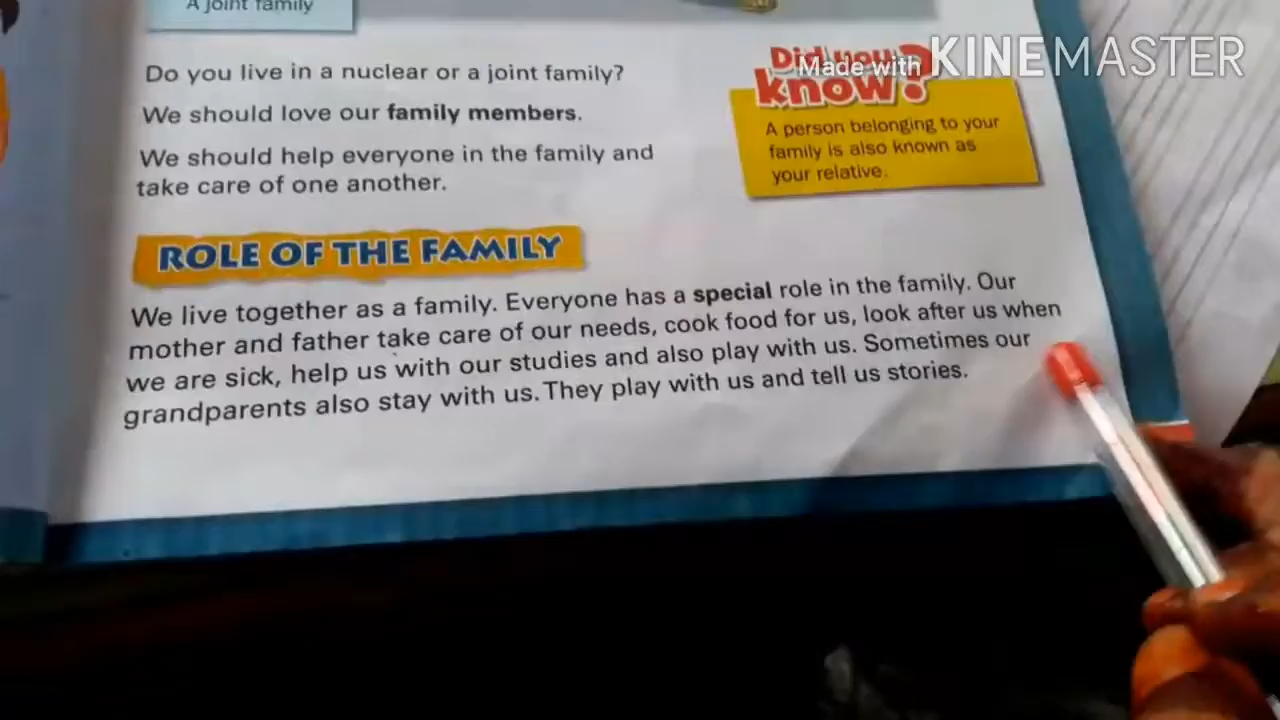 A joint family
Do you live in a nuclear or a joint family?
We should love our family members.
We should help everyone in the family and
take care of one another.
Did you
know?
Made with KINEMASTER
A person belonging to your
family is also known as
your relative.
ROLE OF THE FAMILY
We live together as a family. Everyone has a special role in the family. Our
mother and father take care of our needs, cook food for us, look after us when
we are sick, help us with our studies and also play with us. Sometimes our
grandparents also stay with us. They play with us and tell us stories.